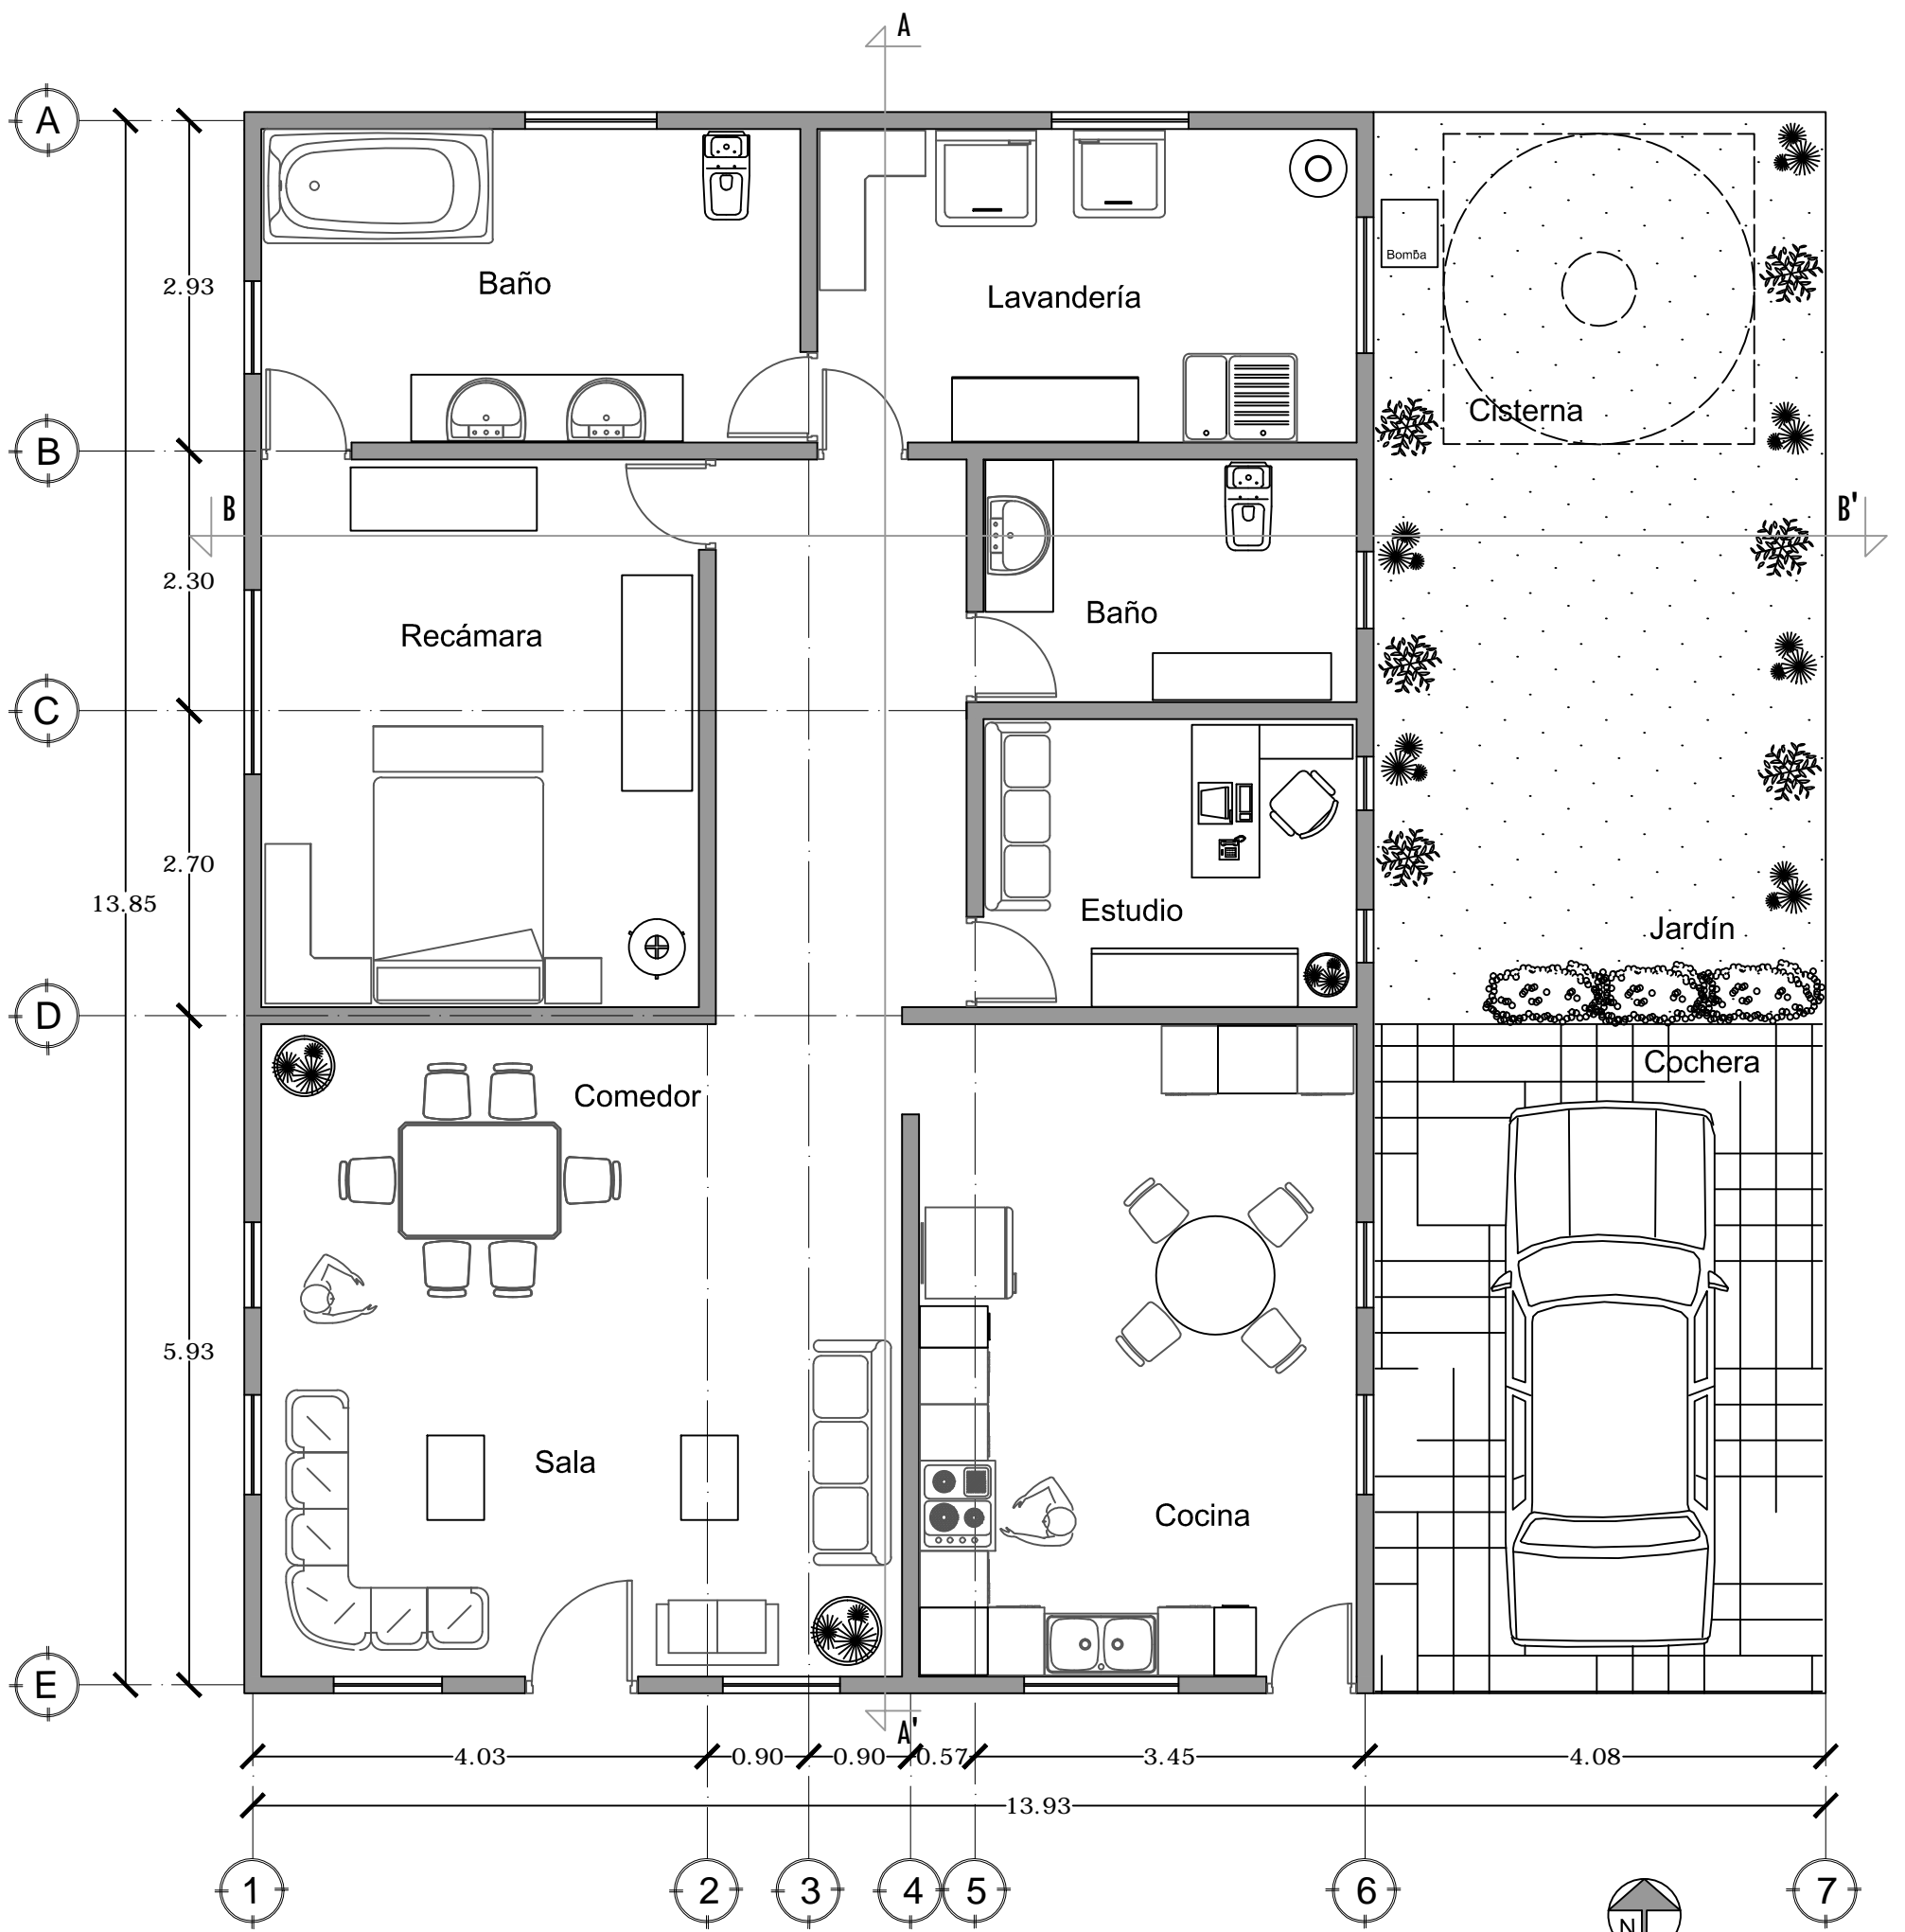 A
A
Bomba
Baño
2.93
Lavandería
Cisterna
B
B
B'
2.30
Baño
Recámara
C
2.70
13.85
Estudio
Jardín
D
Cochera
Comedor
5.93
Sala
Cocina
E
A'
4.03
0.90
0.90
0.57
3.45
4.08
13.93
1
2
3
4
5
6
7
N